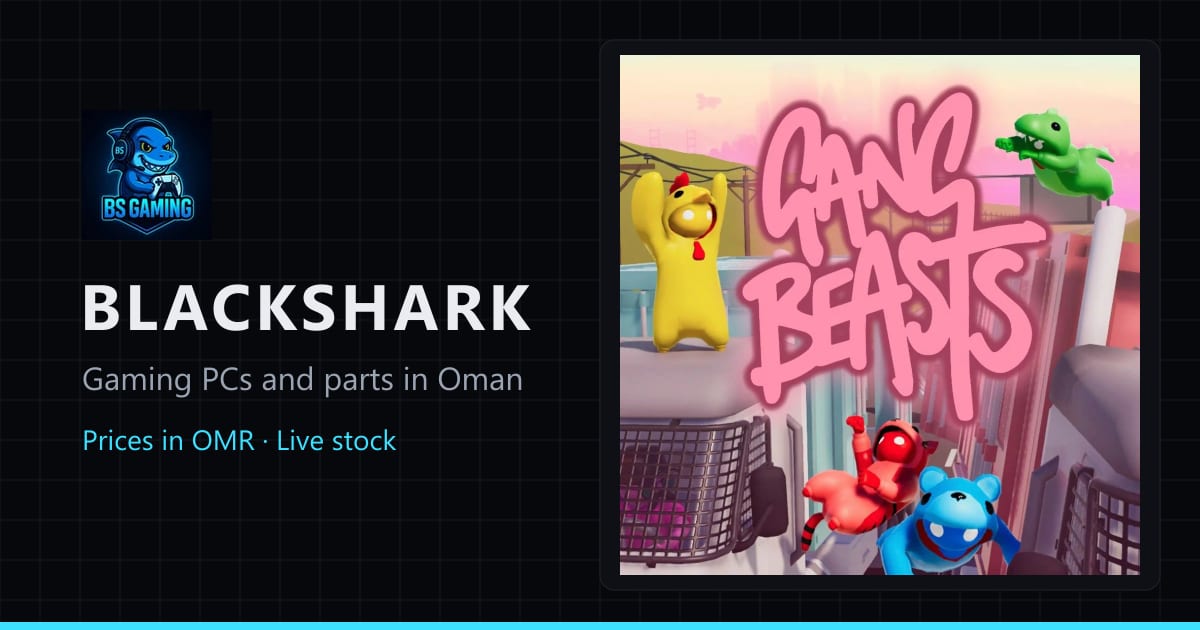 BS
BS GAMING
BLACKSHARK
Gaming PCs and parts in Oman
Prices in OMR · Live stock
GANG
BEASTS